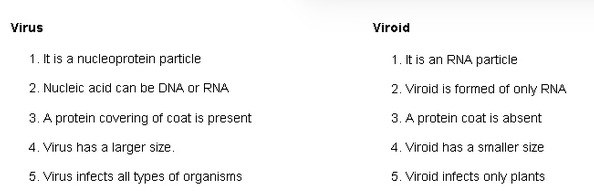 Virus
1. It is a nucleoprotein particle
2. Nucleic acid can be DNA or RNA
3. A protein covering of coat is present
4. Virus has a larger size.
5. Virus infects all types of organisms
Viroid
1. It is an RNA particle
2. Viroid is formed of only RNA
3. A protein coat is absent
4. Viroid has a smaller size
5. Viroid infects only plants